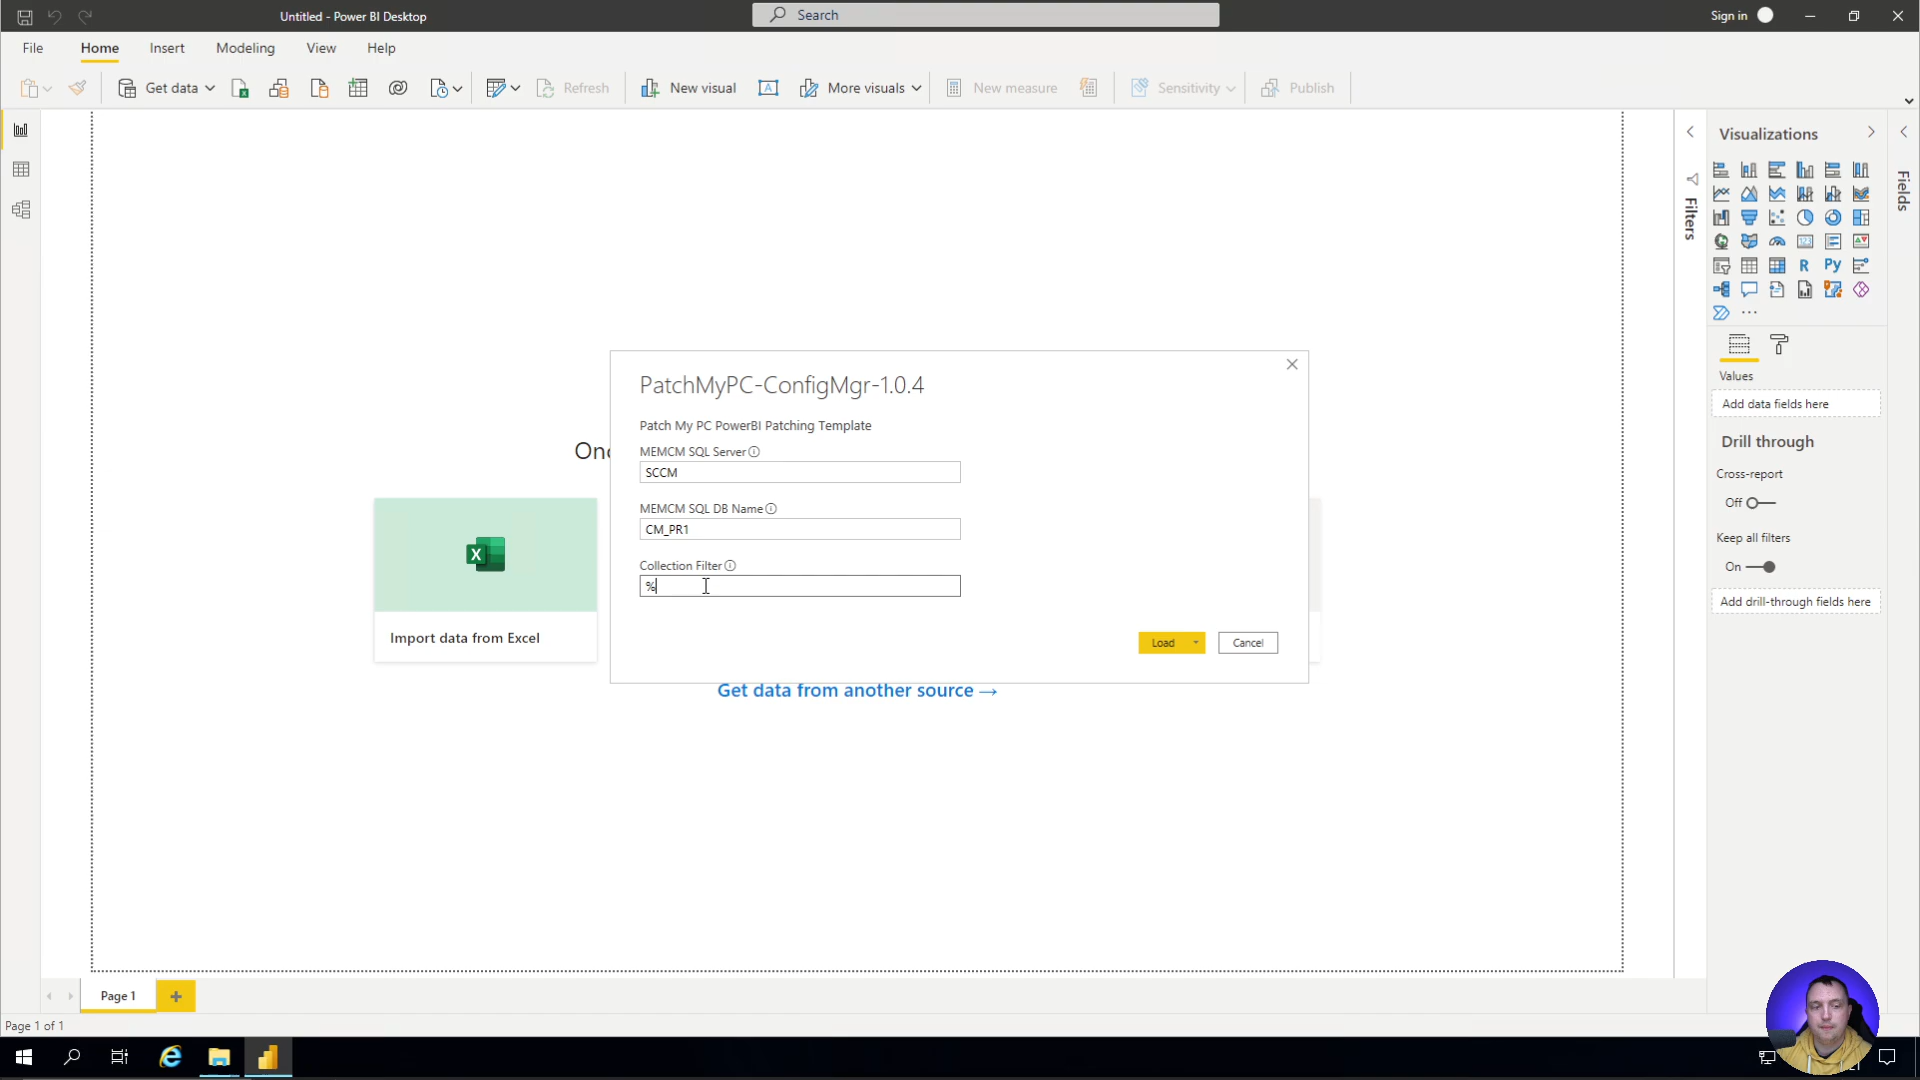 Untitled - Power BI Desktop
Search
Sign in
File Home Insert Modeling View Help
Get data
Refresh
New visual
A
More visuals
New measure
Sensitivity
Publish
Visualizations
Filters
Fields
R
Py
Values
Add data fields here
Drill through
Cross-report
Off
Keep all filters
On
Add drill-through fields here
PatchMyPC-ConfigMgr-1.0.4
Patch My PC PowerBI Patching Template
MEMCM SQL Server
SCCM
MEMCM SQL DB Name
CM_PR1
Collection Filter
%
Load
Cancel
Onc
X
Import data from Excel
Get data from another source →
Page 1
Page 1 of 1